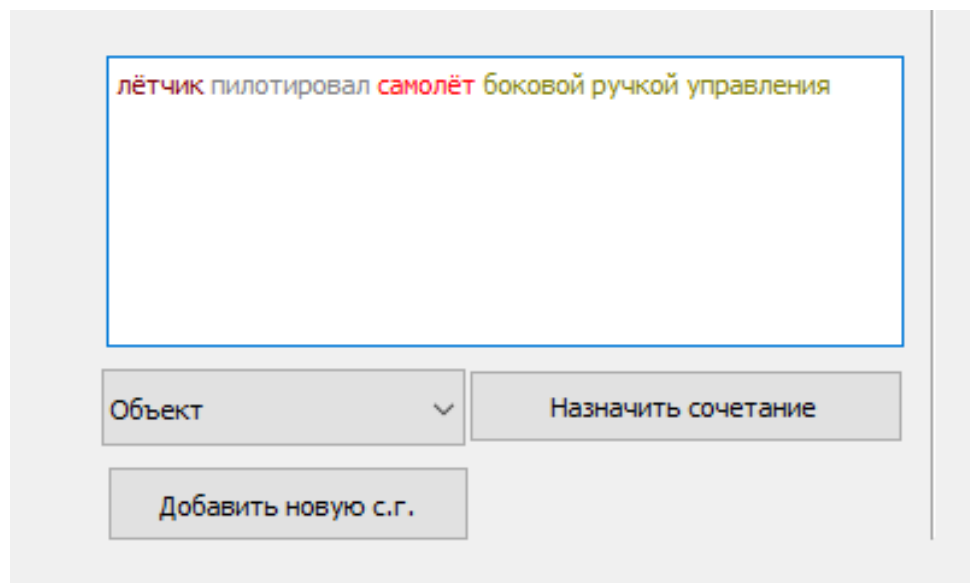 лётчик пилотировал самолёт боковой ручкой управления
Объект
Назначить сочетание
Добавить новую с.г.